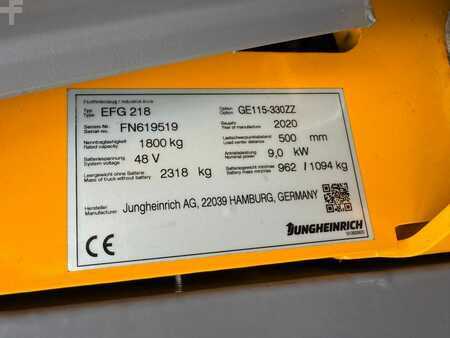 Flurförderzeug / Industrial truck
Typ
Type EFG 218 Option
Option GE115-330ZZ
Serien-Nr.
Serial no. FN619519 Baujahr
Year of manufacture 2020
Nenntragfähigkeit
Rated capacity 1800 kg Lastschwerpunktabstand
Load center distance 500 mm
Batteriespannung
System voltage 48 V Antriebsleistung
Power 9,0 kW
Leergewicht ohne Batterie
Mass of truck without battery 2318 kg Batteriegewicht min/max
Battery mass min/max 962 / 1094 kg
Hersteller
Manufacturer Jungheinrich AG, 22039 HAMBURG, GERMANY
CE
JUNGHEINRICH